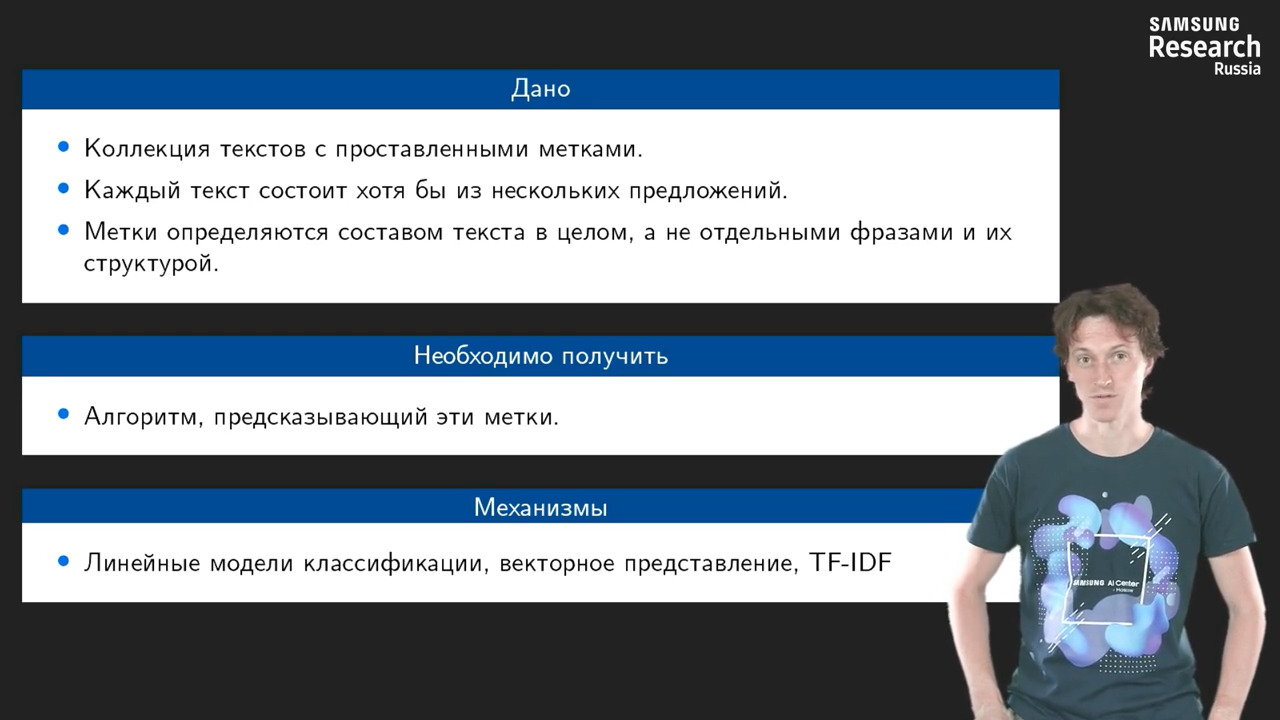 SAMSUNG
Research
Russia
Дано
Коллекция текстов с проставленными метками.
Каждый текст состоит хотя бы из нескольких предложений.
Метки определяются составом текста в целом, а не отдельными фразами и их
структурой.
Необходимо получить
Алгоритм, предсказывающий эти метки.
Механизмы
Линейные модели классификации, векторное представление, TF-IDF
SAMSUNG AI Center
- Moscow